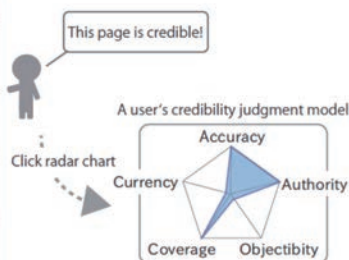 This page is credible!
A user's credibility judgment model
Accuracy
Click radar chart
Currency
Authority
Coverage
Objectibity